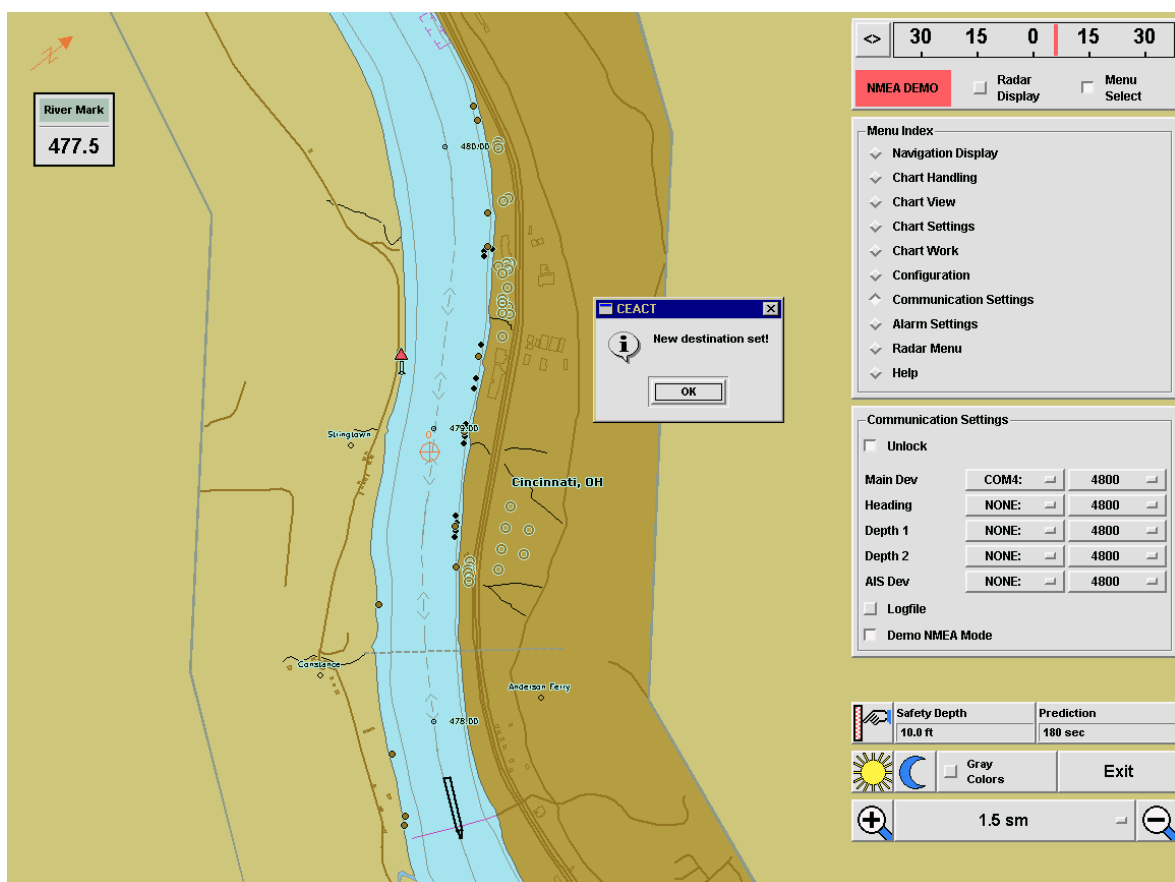 N
River Mark
477.5
480.00
479.00
0
Stringtown
Cincinnati, OH
Constance
Anderson Ferry
478.00
CEACT
New destination set!
OK
<> 30 15 0 15 30
NMEA DEMO
Radar
Display
Menu
Select
Menu Index
Navigation Display
Chart Handling
Chart View
Chart Settings
Chart Work
Configuration
Communication Settings
Alarm Settings
Radar Menu
Help
Communication Settings
Unlock
Main Dev COM4: 4800
Heading NONE: 4800
Depth 1 NONE: 4800
Depth 2 NONE: 4800
AIS Dev NONE: 4800
Logfile
Demo NMEA Mode
Safety Depth Prediction
10.0 ft 180 sec
Gray
Colors
Exit
1.5 sm